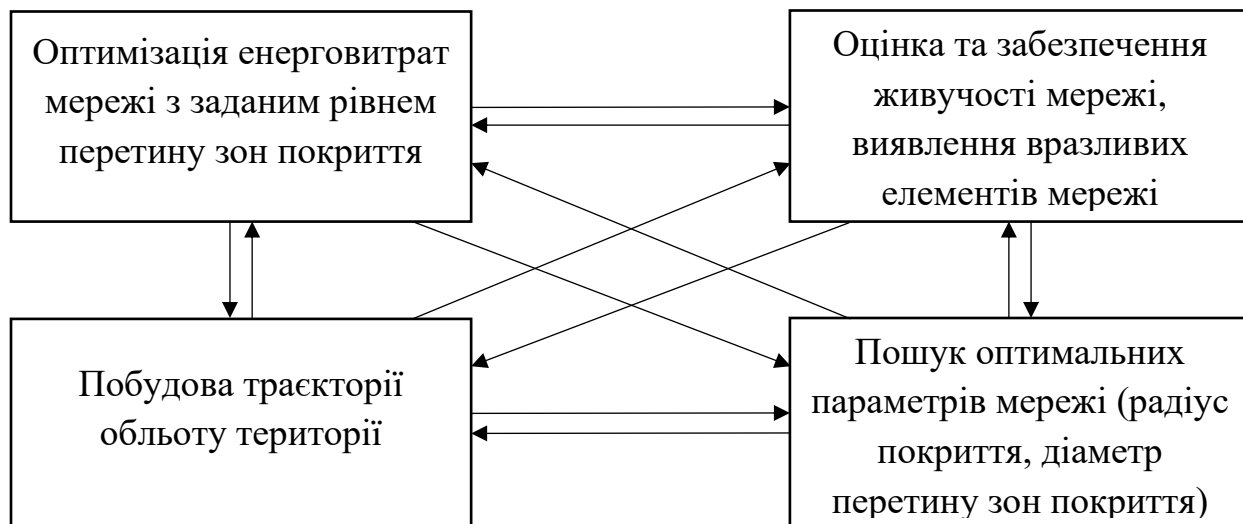 Оптимізація енерговитрат
мережі з заданим рівнем
перетину зон покриття
Оцінка та забезпечення
живучості мережі,
виявлення вразливих
елементів мережі
Побудова траєкторії
обльоту території
Пошук оптимальних
параметрів мережі (радіус
покриття, діаметр
перетину зон покриття)